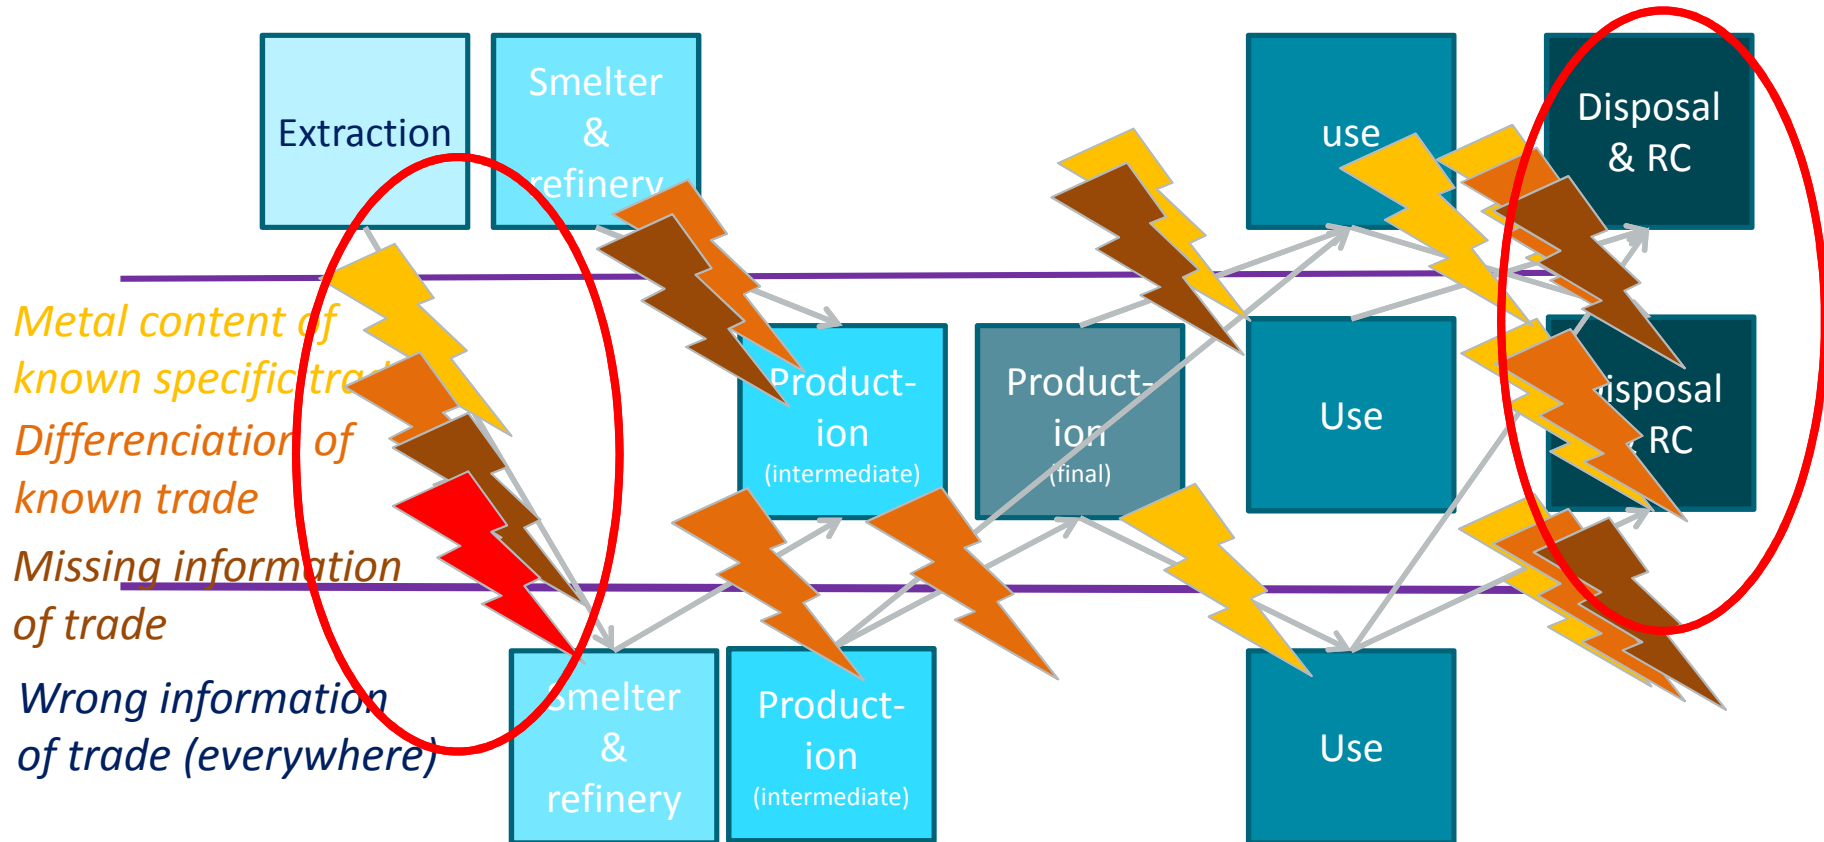 Extraction
Smelter
&
refinery
use
Disposal
& RC
Metal content of
known specific trade
Differenciation of
known trade
Missing information
of trade
Wrong information
of trade (everywhere)
Product-
ion
(intermediate)
Product-
ion
(final)
Use
Disposal
& RC
Smelter
&
refinery
Product-
ion
(intermediate)
Use